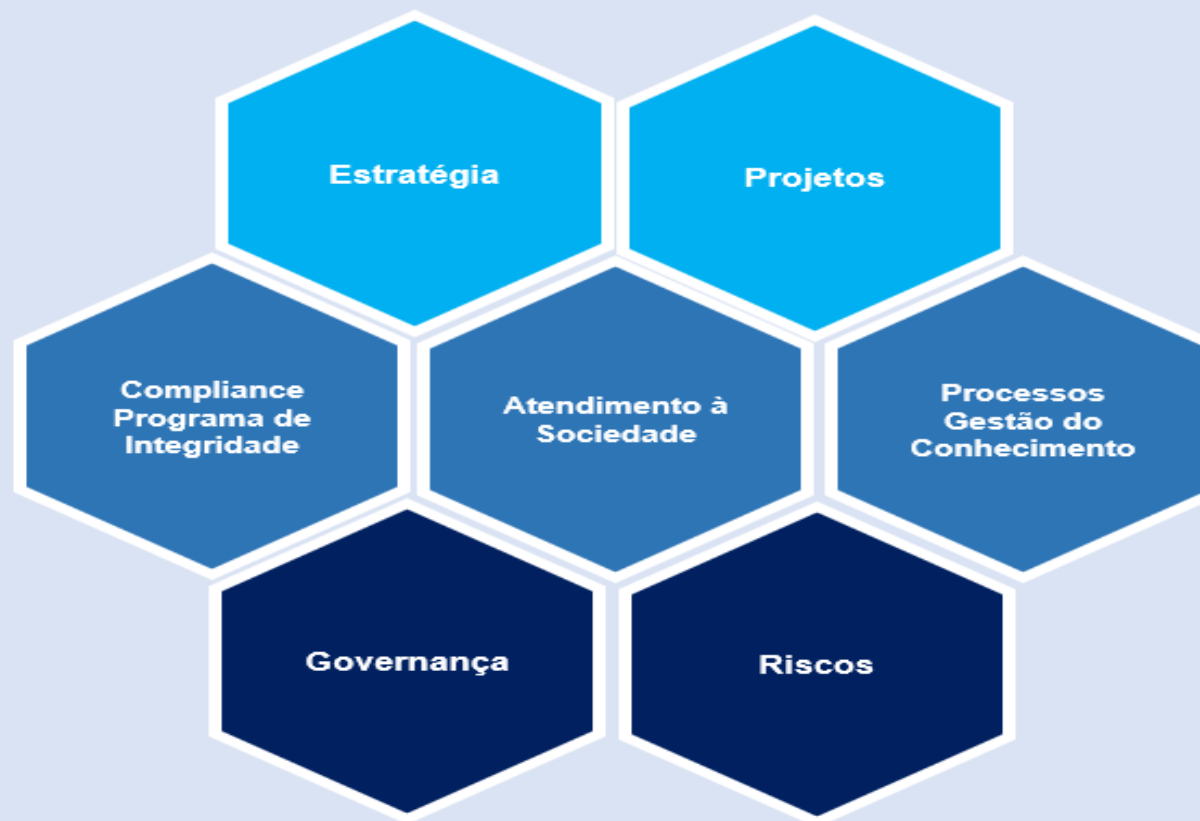 Estratégia
Projetos
Compliance
Programa de
Integridade
Atendimento à
Sociedade
Processos
Gestão do
Conhecimento
Governança
Riscos